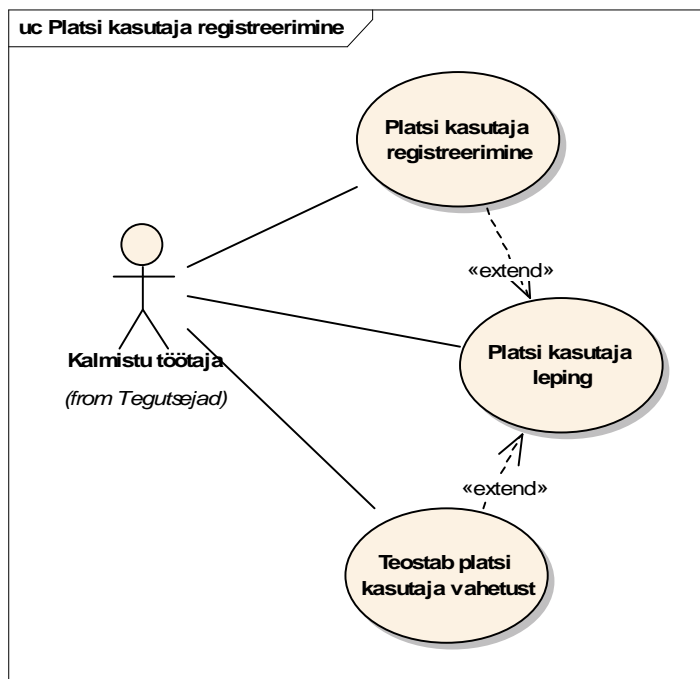 uc Platsi kasutaja registreerimine
Platsi kasutaja
registreerimine
«extend»
Kalmistu töötaja
(from Tegutsejad)
Platsi kasutaja
leping
«extend»
Teostab platsi
kasutaja vahetust